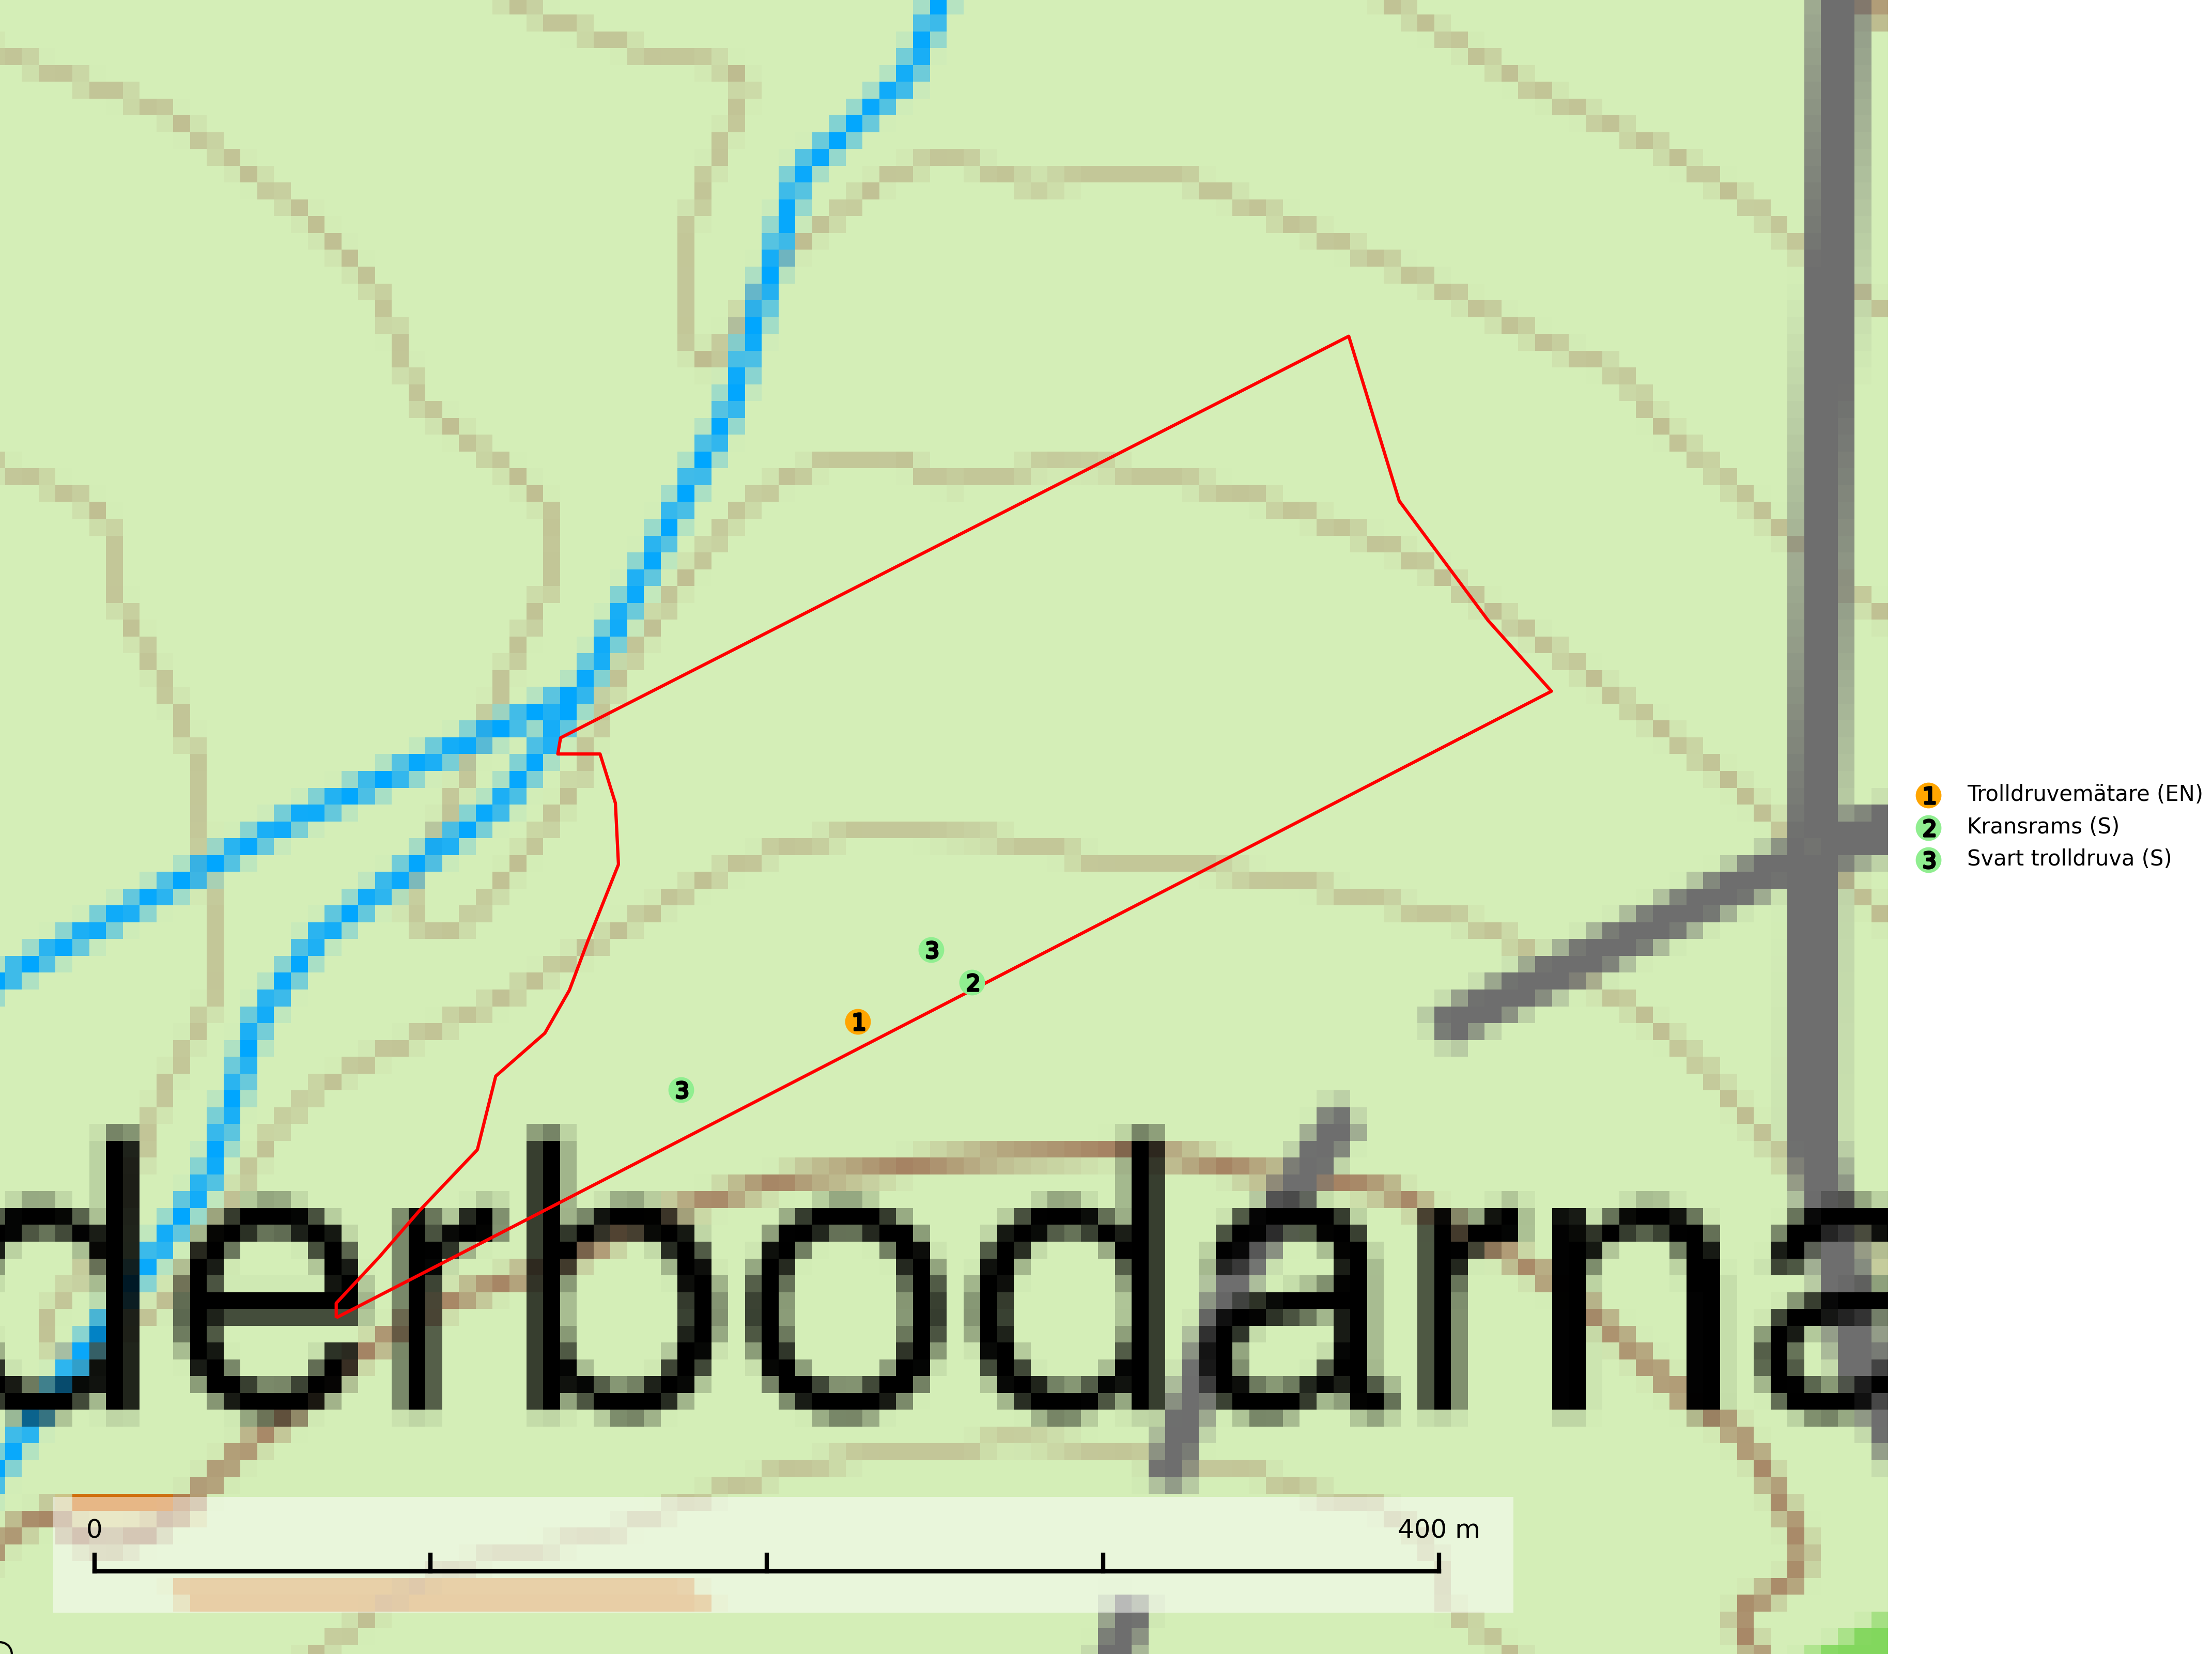 1 Trolldruvemätare (EN)
2 Kransrams (S)
3 Svart trolldruva (S)
3
2
1
3
derbodarna
0 400 m